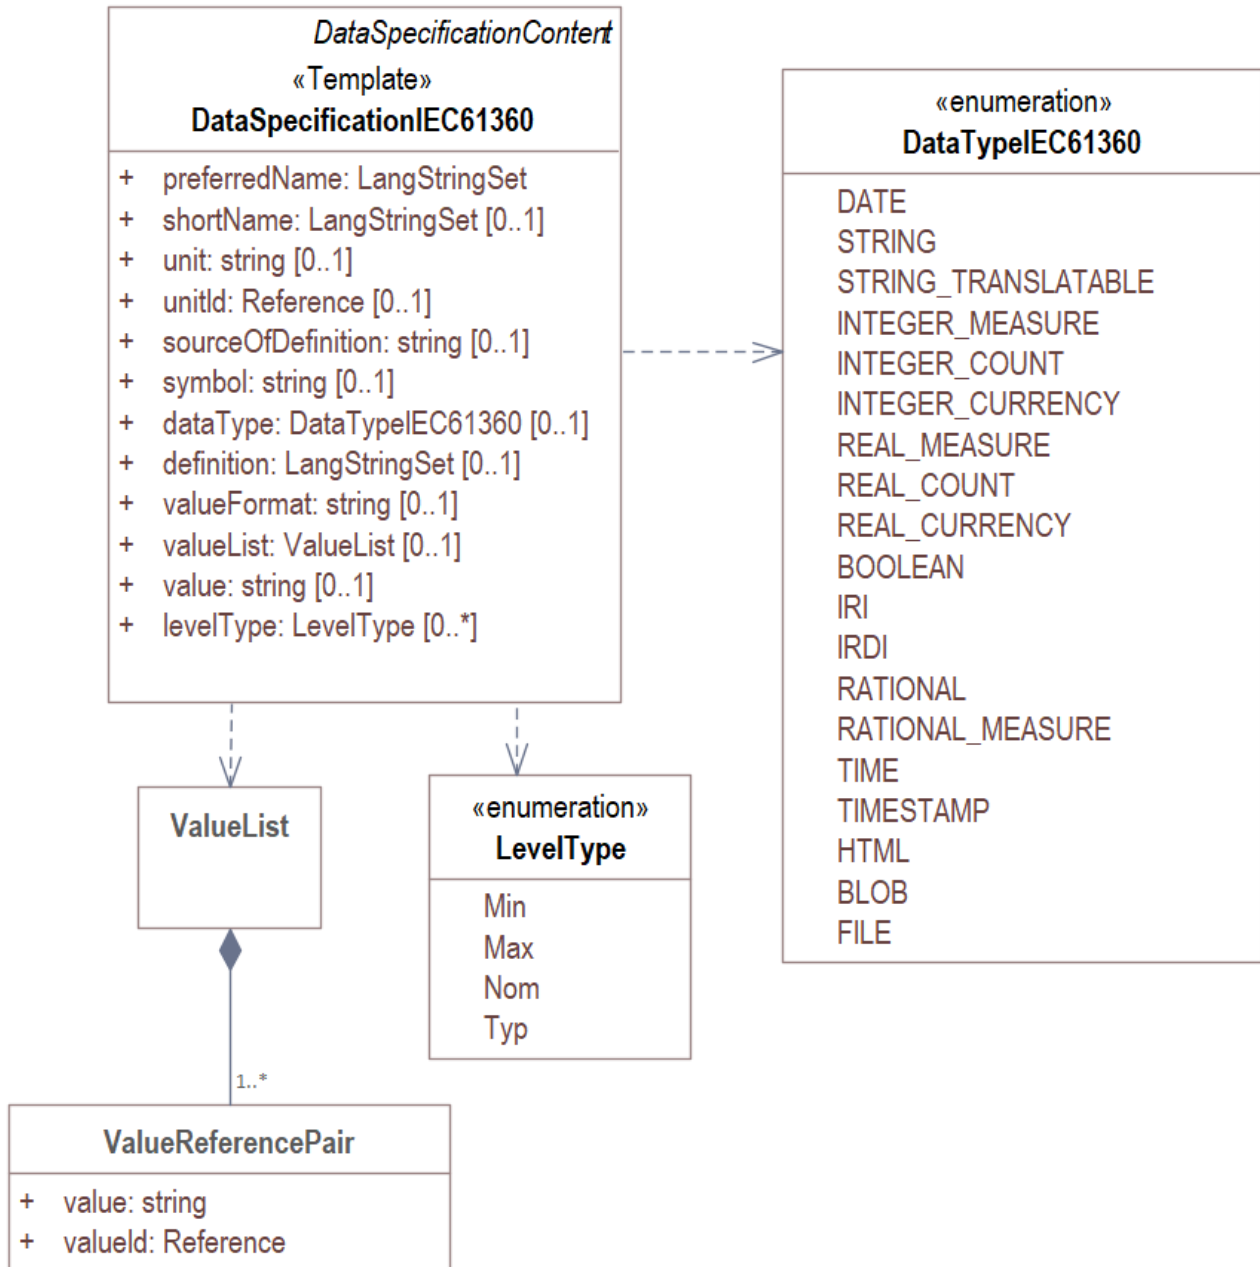 DataSpecificationContent
«Template»
DataSpecificationIEC61360
+ preferredName: LangStringSet
+ shortName: LangStringSet [0..1]
+ unit: string [0..1]
+ unitId: Reference [0..1]
+ sourceOfDefinition: string [0..1]
+ symbol: string [0..1]
+ dataType: DataTypeIEC61360 [0..1]
+ definition: LangStringSet [0..1]
+ valueFormat: string [0..1]
+ valueList: ValueList [0..1]
+ value: string [0..1]
+ levelType: LevelType [0..*]
«enumeration»
DataTypeIEC61360
DATE
STRING
STRING_TRANSLATABLE
INTEGER_MEASURE
INTEGER_COUNT
INTEGER_CURRENCY
REAL_MEASURE
REAL_COUNT
REAL_CURRENCY
BOOLEAN
IRI
IRDI
RATIONAL
RATIONAL_MEASURE
TIME
TIMESTAMP
HTML
BLOB
FILE
ValueList
«enumeration»
LevelType
Min
Max
Nom
Typ
1..*
ValueReferencePair
+ value: string
+ valueId: Reference